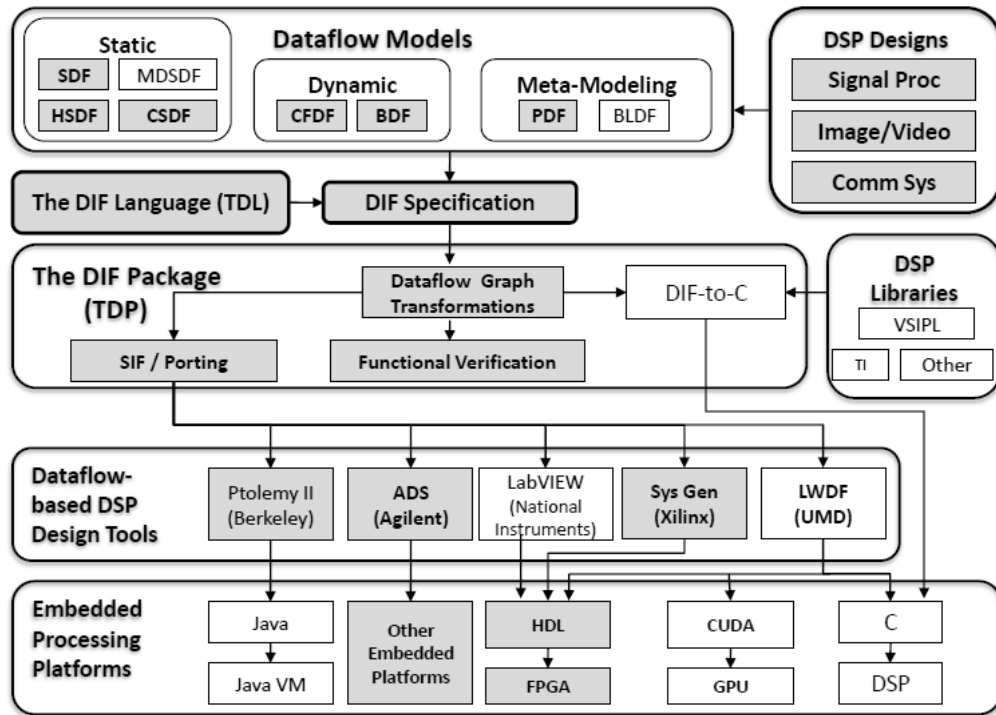 Dataflow Models
Static
SDF
MDSDF
HSDF
CSDF
Dynamic
CFDF
BDF
Meta-Modeling
PDF
BLDF
DSP Designs
Signal Proc
Image/Video
Comm Sys
The DIF Language (TDL)
DIF Specification
The DIF Package
(TDP)
Dataflow Graph
Transformations
DIF-to-C
SIF / Porting
Functional Verification
DSP
Libraries
VSIPL
TI
Other
Dataflow-
based DSP
Design Tools
Ptolemy II
(Berkeley)
ADS
(Agilent)
LabVIEW
(National
Instruments)
Sys Gen
(Xilinx)
LWDF
(UMD)
Embedded
Processing
Platforms
Java
Java VM
Other
Embedded
Platforms
HDL
FPGA
CUDA
GPU
C
DSP